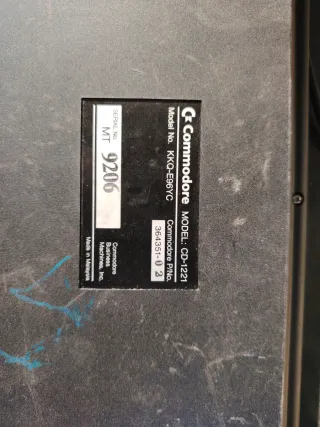 Commodore MODEL: CD-1221
Model No. KKQ-E96YC Commodore P/No.
364351-02
SERIAL No.
MT 9206
Commodore
Business
Machines, Inc.
Made in Malaysia